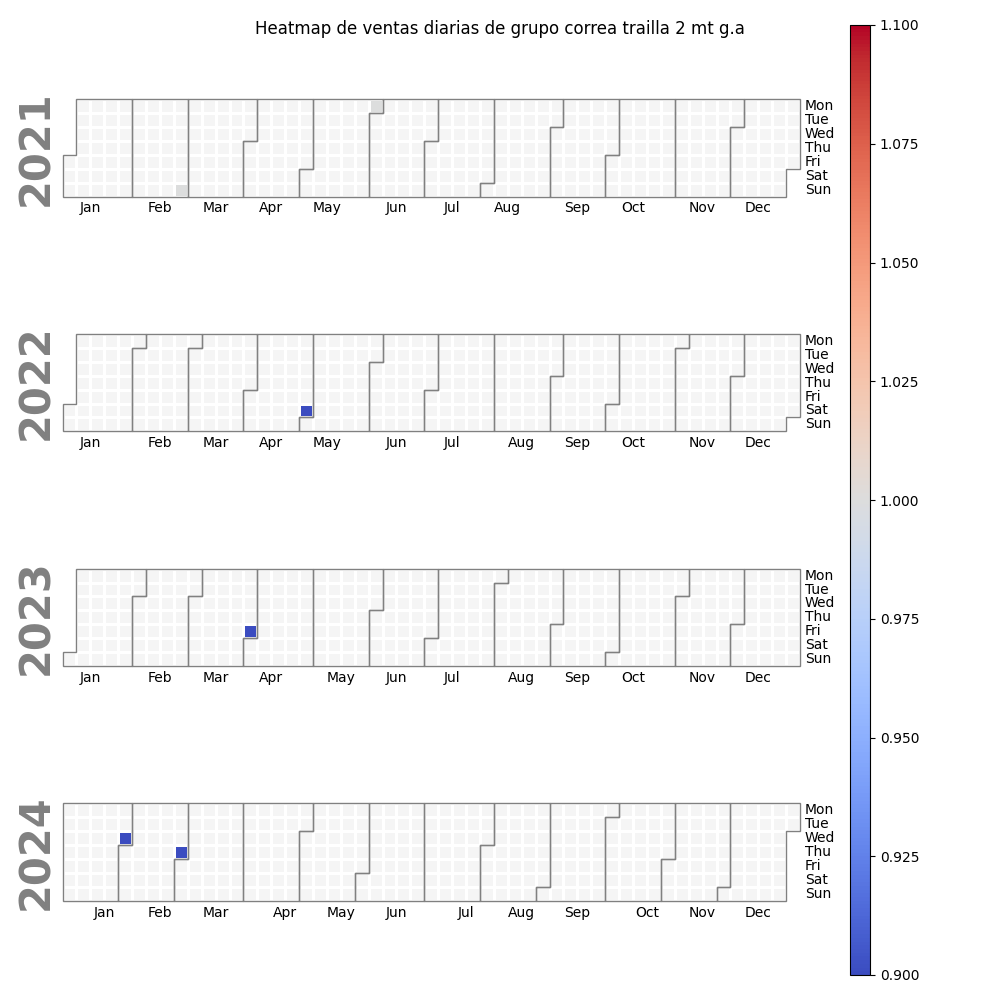 Heatmap de ventas diarias de grupo correa trailla 2 mt g.a
2021
Mon
Tue
Wed
Thu
Fri
Sat
Sun
Jan Feb Mar Apr May Jun Jul Aug Sep Oct Nov Dec
2022
Mon
Tue
Wed
Thu
Fri
Sat
Sun
Jan Feb Mar Apr May Jun Jul Aug Sep Oct Nov Dec
2023
Mon
Tue
Wed
Thu
Fri
Sat
Sun
Jan Feb Mar Apr May Jun Jul Aug Sep Oct Nov Dec
2024
Mon
Tue
Wed
Thu
Fri
Sat
Sun
Jan Feb Mar Apr May Jun Jul Aug Sep Oct Nov Dec
1.100
1.075
1.050
1.025
1.000
0.975
0.950
0.925
0.900